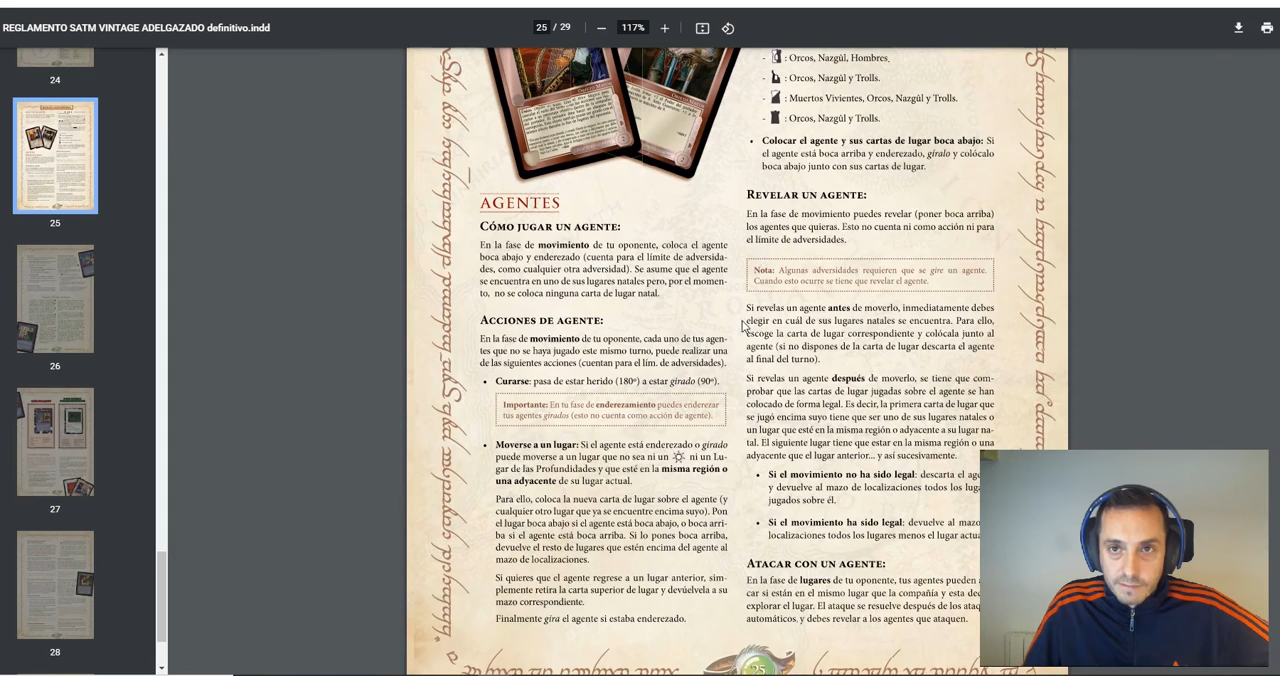 REGLAMENTO SATM VINTAGE ADELGAZADO definitivo.indd
25 / 29
117%
24
25
26
27
28
AGENTES
CÓMO JUGAR UN AGENTE:
En la fase de movimiento de tu oponente, coloca el agente
boca abajo y enderezado (cuenta para el límite de adversida-
des, como cualquier otra adversidad). Se asume que el agente
se encuentra en uno de sus lugares natales pero, por el momen-
to, no se coloca ninguna carta de lugar natal.
ACCIONES DE AGENTE:
En la fase de movimiento de tu oponente, cada uno de tus agen-
tes que no se haya jugado este mismo turno, puede realizar una
de las siguientes acciones (cuentan para el lím. de adversidades).
• Curarse: pasa de estar herido (180º) a estar girado (90º).
Importante: En tu fase de enderezamiento puedes enderezar
tus agentes girados (esto no cuenta como acción de agente).
• Moverse a un lugar: Si el agente está enderezado o girado
puede moverse a un lugar que no sea ni un ni un Lu-
gar de las Profundidades y que esté en la misma región o
una adyacente de su lugar actual.
Para ello, coloca la nueva carta de lugar sobre el agente (y
cualquier otro lugar que ya se encuentre encima suyo). Pon
el lugar boca abajo si el agente está boca abajo, o boca arri-
ba si el agente está boca arriba. Si lo pones boca arriba,
devuelve el resto de lugares que estén encima del agente al
mazo de localizaciones.
Si quieres que el agente regrese a un lugar anterior, sim-
plemente retira la carta superior de lugar y devúelvela a su
mazo correspondiente.
Finalmente gira el agente si estaba enderezado.
- : Orcos, Nazgûl, Hombres.
- : Orcos, Nazgûl y Trolls.
- : Muertos Vivientes, Orcos, Nazgûl y Trolls.
- : Orcos, Nazgûl y Trolls.
• Colocar el agente y sus cartas de lugar boca abajo: Si
el agente está boca arriba y enderezado, gíralo y colócalo
boca abajo junto con sus cartas de lugar.
REVELAR UN AGENTE:
En la fase de movimiento puedes revelar (poner boca arriba)
los agentes que quieras. Esto no cuenta ni como acción ni para
el límite de adversidades.
Nota: Algunas adversidades requieren que se gire un agente.
Cuando esto ocurre se tiene que revelar el agente.
Si revelas un agente antes de moverlo, inmediatamente debes
elegir en cuál de sus lugares natales se encuentra. Para ello,
escoge la carta de lugar correspondiente y colócala junto al
agente (si no dispones de la carta de lugar descarta el agente
al final del turno).
Si revelas un agente después de moverlo, se tiene que com-
probar que las cartas de lugar jugadas sobre el agente se han
colocado de forma legal. Es decir, la primera carta de lugar que
se jugó encima suyo tiene que ser uno de sus lugares natales o
un lugar que esté en la misma región o adyacente a su lugar na-
tal. El siguiente lugar tiene que estar en la misma región o una
adyacente que el lugar anterior... y así sucesivamente.
• Si el movimiento no ha sido legal: descarta el
y devuelve al mazo de localizaciones todos los
jugados sobre él.
• Si el movimiento ha sido legal: devuelve al mazo
localizaciones todos los lugares menos el lugar
ATACAR CON UN AGENTE:
En la fase de lugares de tu oponente, tus agentes pueden
car si están en el mismo lugar que la compañía y esta
explorar el lugar. El ataque se resuelve después de los
automáticos, y debes revelar a los agentes que ataquen.
25